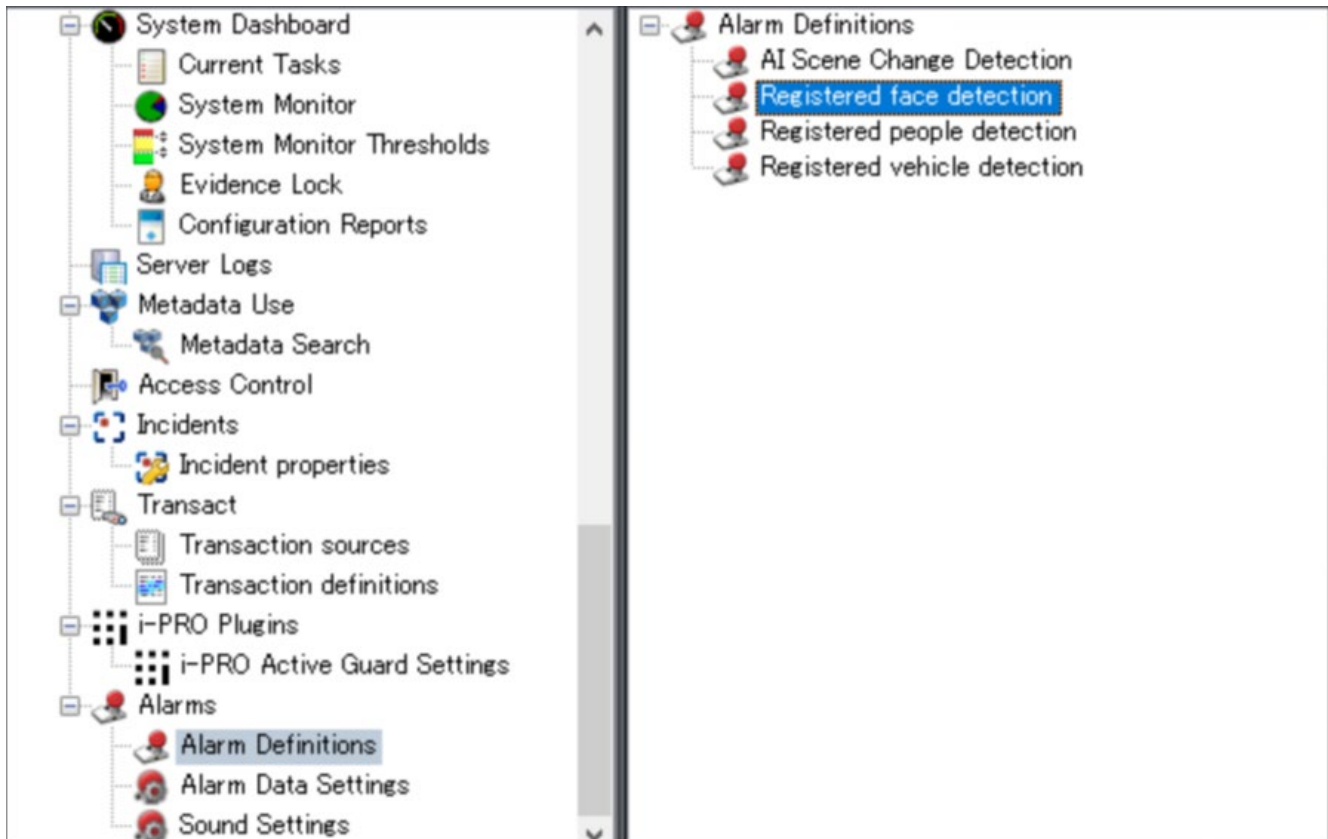 System Dashboard
Current Tasks
System Monitor
System Monitor Thresholds
Evidence Lock
Configuration Reports
Server Logs
Metadata Use
Metadata Search
Access Control
Incidents
Incident properties
Transact
Transaction sources
Transaction definitions
i-PRO Plugins
i-PRO Active Guard Settings
Alarms
Alarm Definitions
Alarm Data Settings
Sound Settings
Alarm Definitions
AI Scene Change Detection
Registered face detection
Registered people detection
Registered vehicle detection